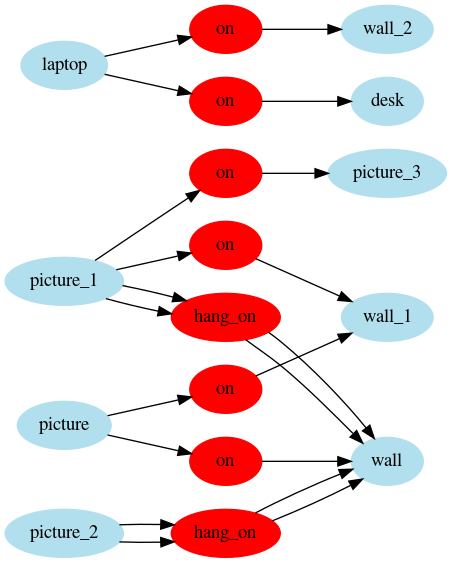 on
wall_2
laptop
on
desk
on
picture_3
on
picture_1
hang_on
wall_1
on
picture
on
wall
picture_2
hang_on